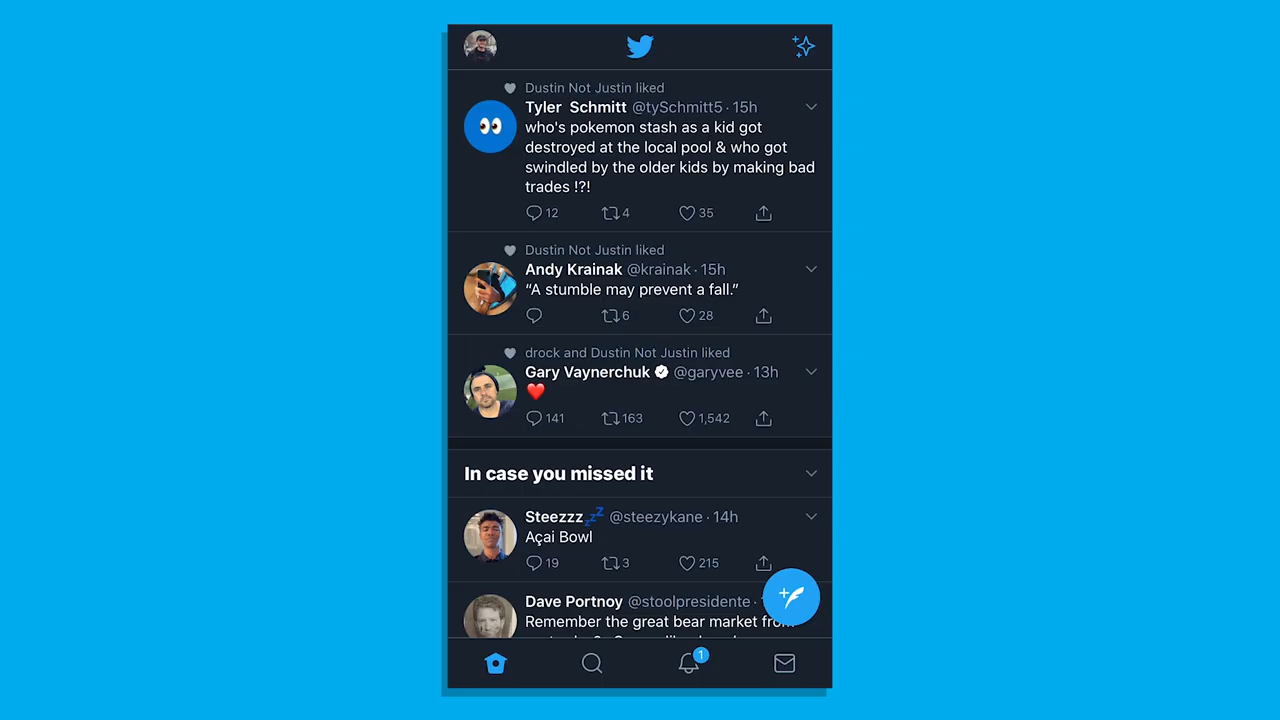 Dustin Not Justin liked
Tyler Schmitt @tySchmitt5 · 15h
who's pokemon stash as a kid got
destroyed at the local pool & who got
swindled by the older kids by making bad
trades !?!
12 4 35
Dustin Not Justin liked
Andy Krainak @krainak · 15h
“A stumble may prevent a fall.”
6 28
drock and Dustin Not Justin liked
Gary Vaynerchuk @garyvee · 13h
❤️
141 163 1,542
In case you missed it
Steezzz💤 @steezykane · 14h
Açai Bowl
19 3 215
Dave Portnoy @stoolpresidente ·
Remember the great bear market from
1